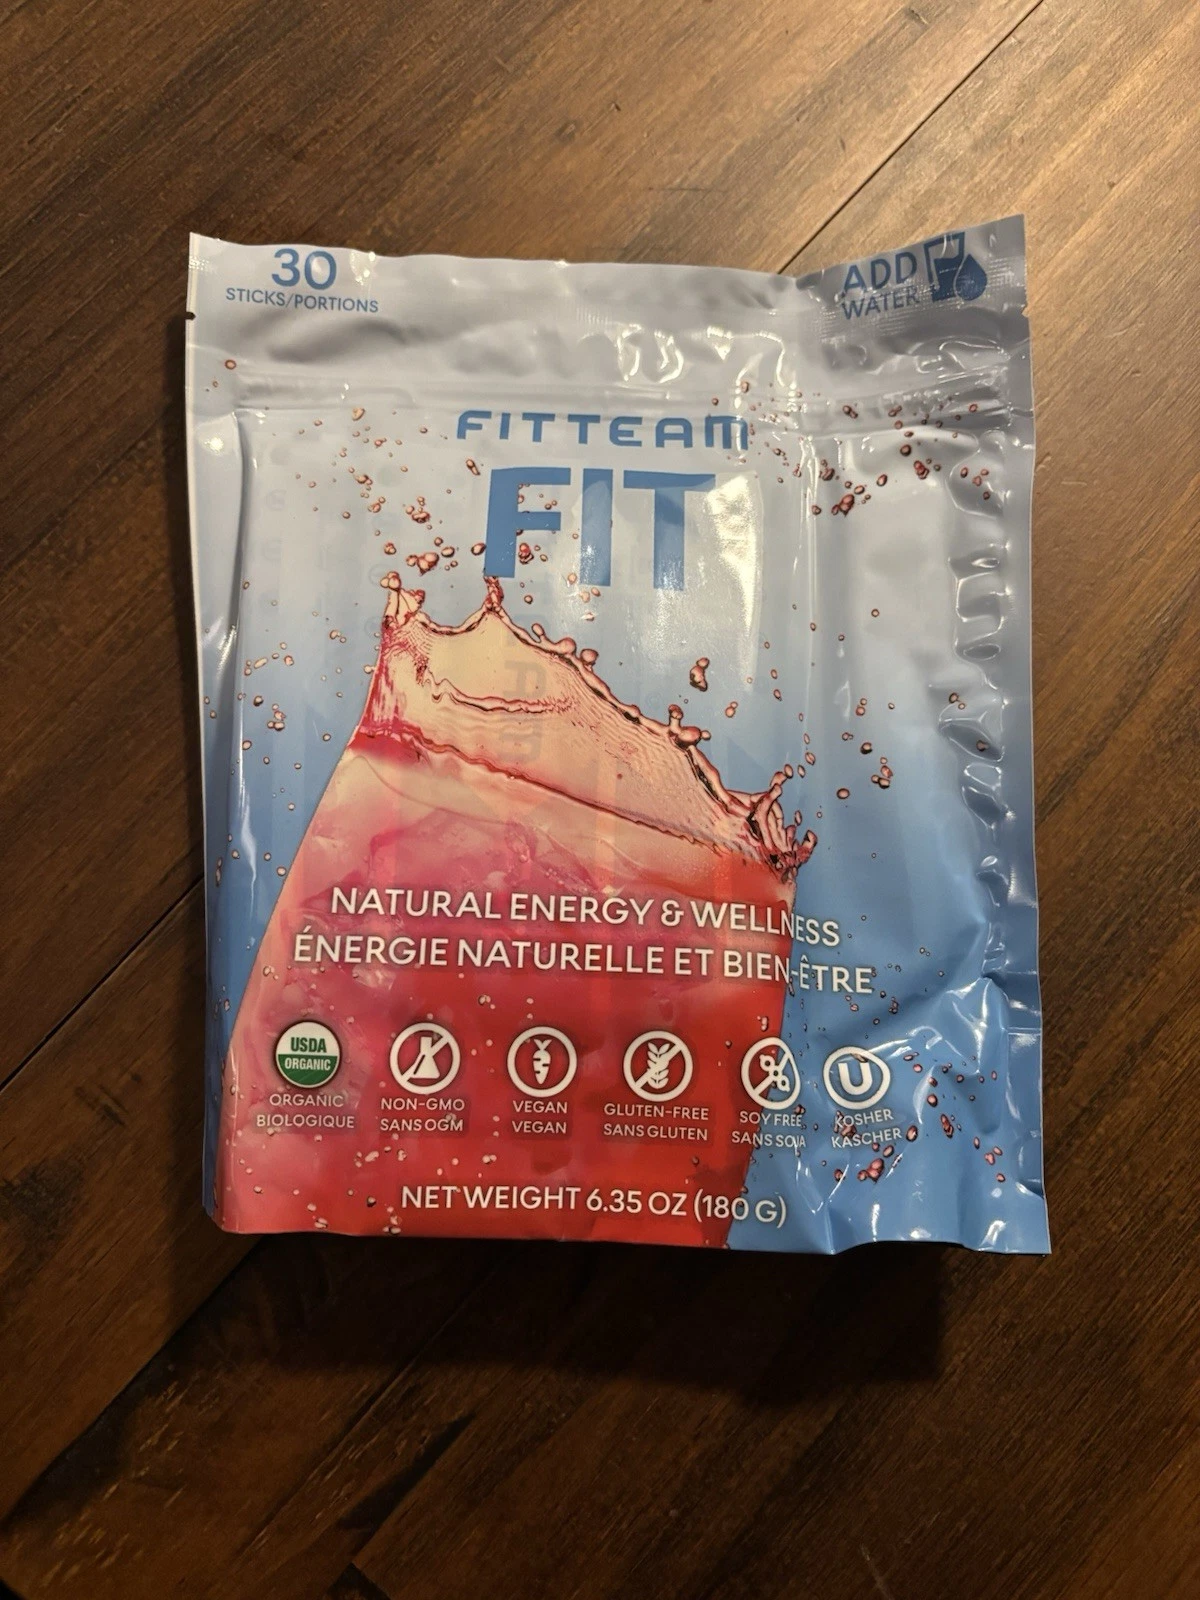 30
STICKS/PORTIONS
ADD
WATER
FITTEAM
FIT
NATURAL ENERGY & WELLNESS
ÉNERGIE NATURELLE ET BIEN-ÊTRE
USDA
ORGANIC
ORGANIC
BIOLOGIQUE
NON-GMO
SANS OGM
VEGAN
VEGAN
GLUTEN-FREE
SANS GLUTEN
SOY FREE
SANS SOJA
U
KOSHER
KASCHER
NET WEIGHT 6.35 OZ (180 G)